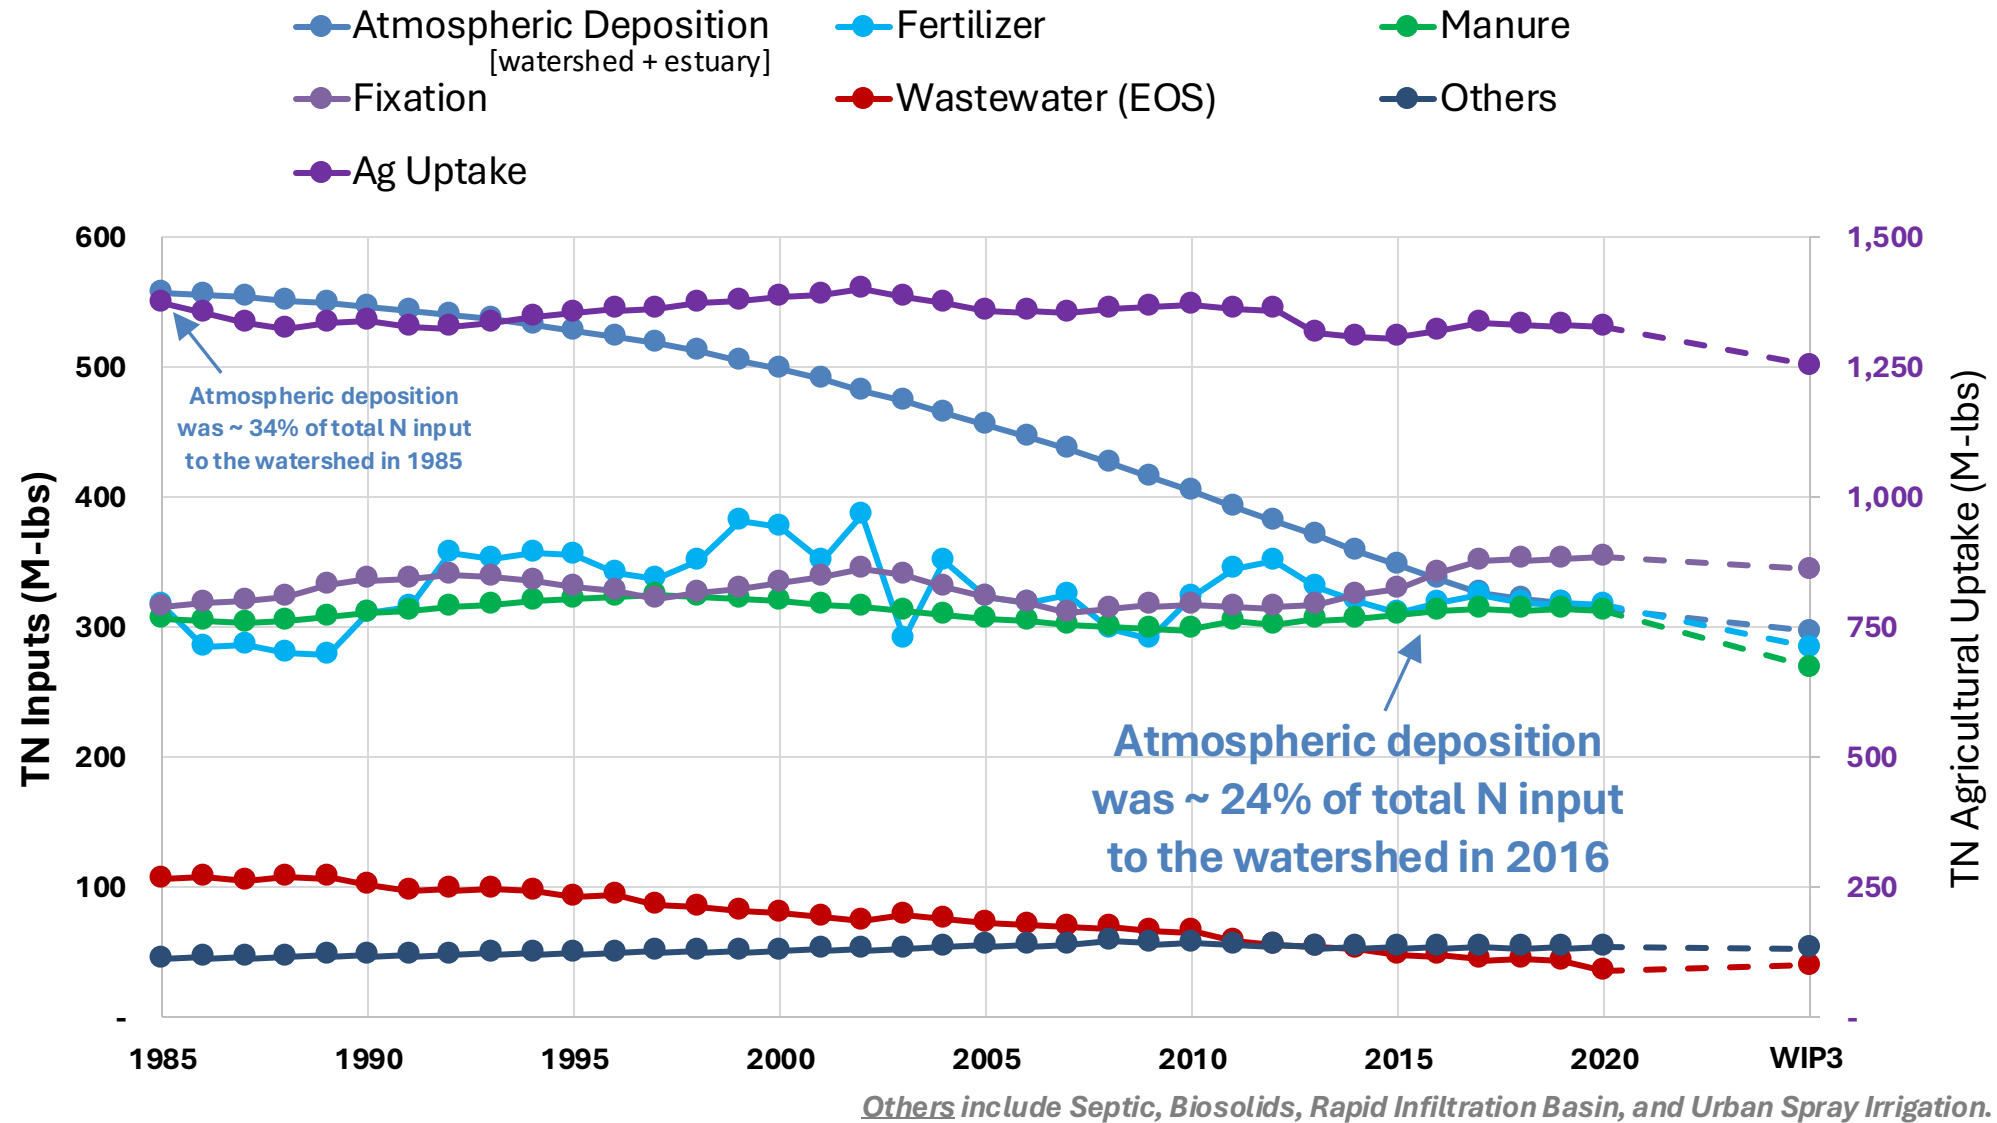 Atmospheric Deposition
[watershed + estuary]
Fertilizer
Manure
Fixation
Wastewater (EOS)
Others
Ag Uptake
TN Inputs (M-lbs)
600
500
400
300
200
100
-
1,500
1,250
1,000
750
500
250
-
TN Agricultural Uptake (M-lbs)
Atmospheric deposition
was ~ 34% of total N input
to the watershed in 1985
Atmospheric deposition
was ~ 24% of total N input
to the watershed in 2016
1985 1990 1995 2000 2005 2010 2015 2020 WIP3
Others include Septic, Biosolids, Rapid Infiltration Basin, and Urban Spray Irrigation.